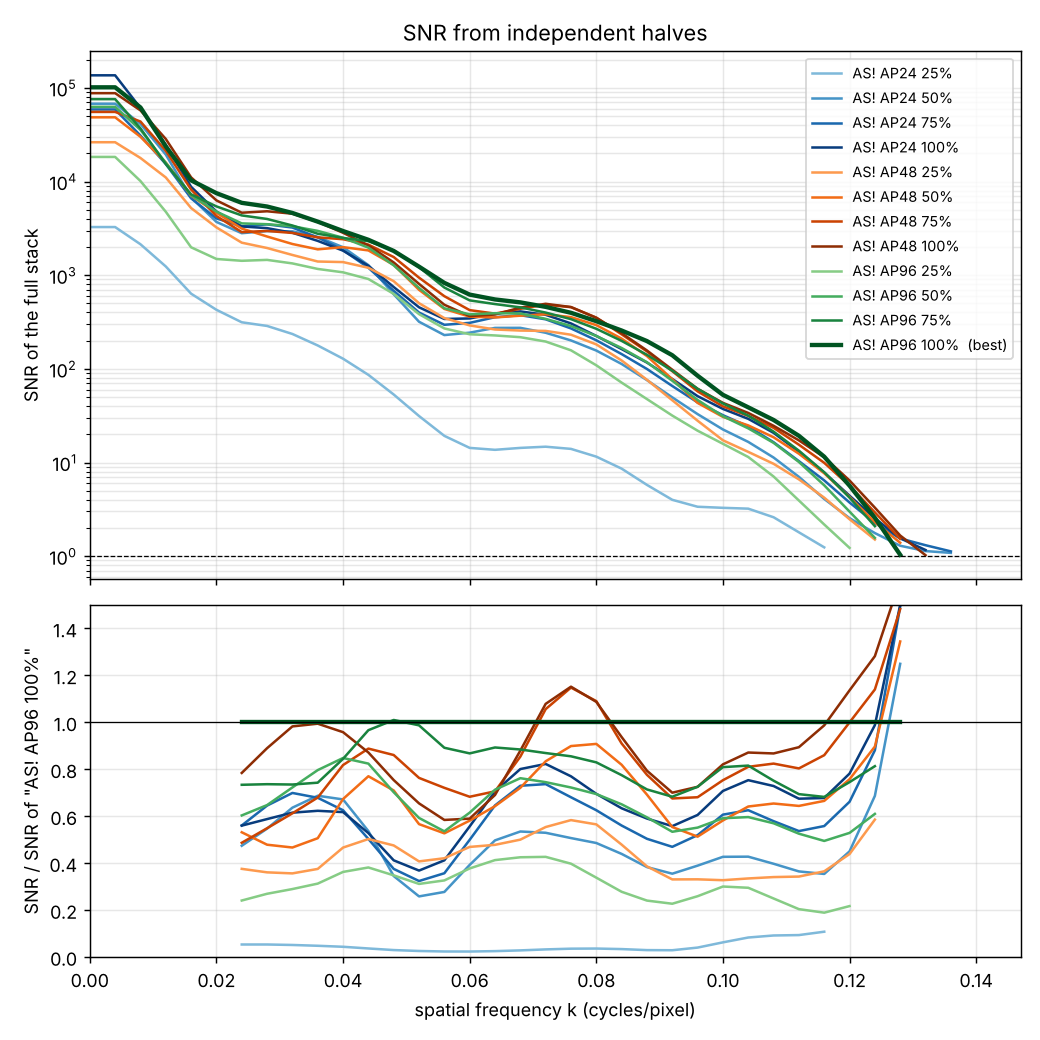 SNR from independent halves
SNR of the full stack
10^5
10^4
10^3
10^2
10^1
10^0
AS! AP24 25%
AS! AP24 50%
AS! AP24 75%
AS! AP24 100%
AS! AP48 25%
AS! AP48 50%
AS! AP48 75%
AS! AP48 100%
AS! AP96 25%
AS! AP96 50%
AS! AP96 75%
AS! AP96 100%  (best)
SNR / SNR of "AS! AP96 100%"
1.4
1.2
1.0
0.8
0.6
0.4
0.2
0.0
0.00 0.02 0.04 0.06 0.08 0.10 0.12 0.14
spatial frequency k (cycles/pixel)